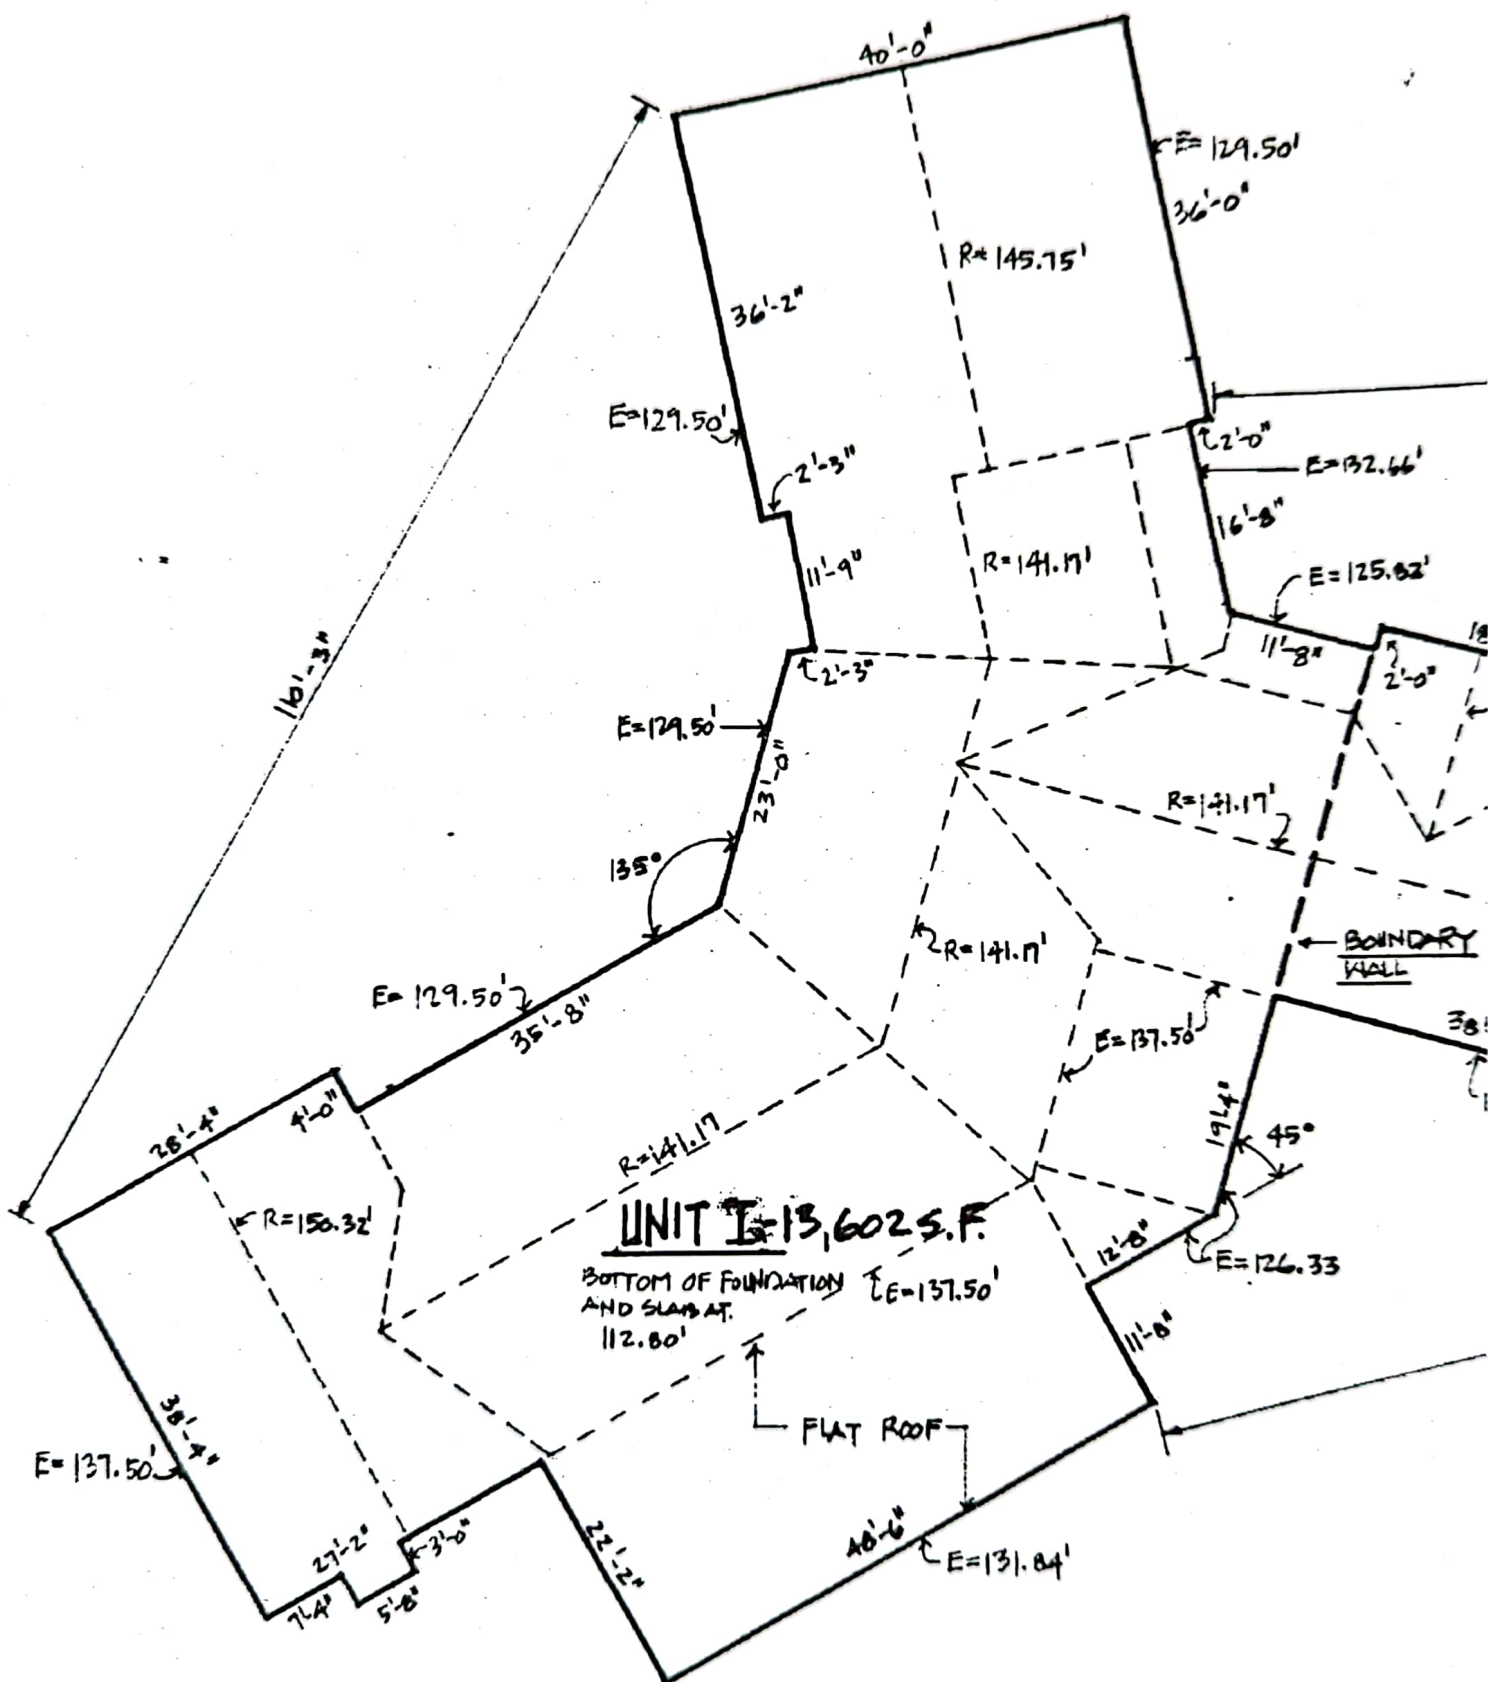 40'-0"
E=129.50'
36'-0"
R=145.75'
36'-2"
E=129.50'
2'-3"
2'-0"
E=132.66'
16'-8"
R=141.17'
11'-9"
E=125.82'
11'-8"
18
2'-0"
2'-3"
110'-3"
E=129.50'
23'-0"
R=141.17'
135°
R=141.17'
BOUNDARY
WALL
E=129.50'
35'-8"
E=137.50'
38'
19'-4"
45°
28'-4"
4'-0"
R=141.17
R=150.32'
UNIT I-13,602 S.F.
12'-8"
E=126.33
BOTTOM OF FOUNDATION
AND SLAB AT
112.80'
E=137.50'
11'-8"
38'-4"
FLAT ROOF
E=137.50'
27'-2"
3'-0"
22'-2"
48'-6"
E=131.84'
7'-4"
5'-8"